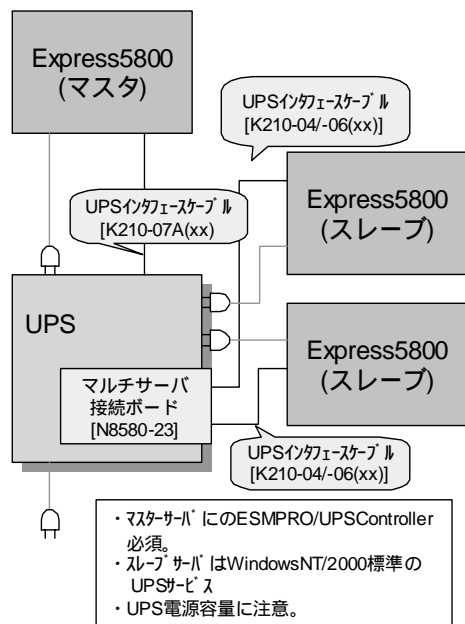 Express5800
(マスタ)
UPSｲﾝﾀﾌｪｰｽｹｰﾌﾞﾙ
[K210-04/-06(xx)]
UPSｲﾝﾀﾌｪｰｽｹｰﾌﾞﾙ
[K210-07A(xx)
Express5800
(スレーブ)
UPS
マルチサーバ
接続ボード
[N8580-23]
Express5800
(スレーブ)
UPSｲﾝﾀﾌｪｰｽｹｰﾌﾞﾙ
[K210-04/-06(xx)]
・ﾏｽﾀｰｻｰﾊﾞにのESMPRO/UPSController
必須。
・ｽﾚｰﾌﾞｻｰﾊﾞはWindowsNT/2000標準の
UPSｻｰﾋﾞｽ
・UPS電源容量に注意。